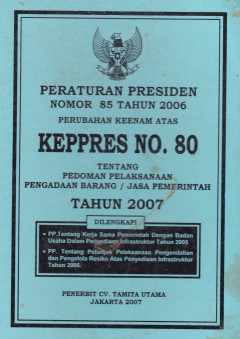 PERATURAN PRESIDEN
NOMOR 85 TAHUN 2006
PERUBAHAN KEENAM ATAS
KEPPRES NO. 80
TENTANG
PEDOMAN PELAKSANAAN
PENGADAAN BARANG / JASA PEMERINTAH
TAHUN 2007
DILENGKAPI
PP.Tentang Kerja Sama Pemerintah Dengan Badan
Usaha Dalam Penyediaan Infrastruktur Tahun 2005
PP. Tentang Petunjuk Pelaksanaan Pengendalian
dan Pengelola Resiko Atas Penyediaan Infrastruktur
Tahun 2006.
PENERBIT CV. TAMITA UTAMA
JAKARTA 2007